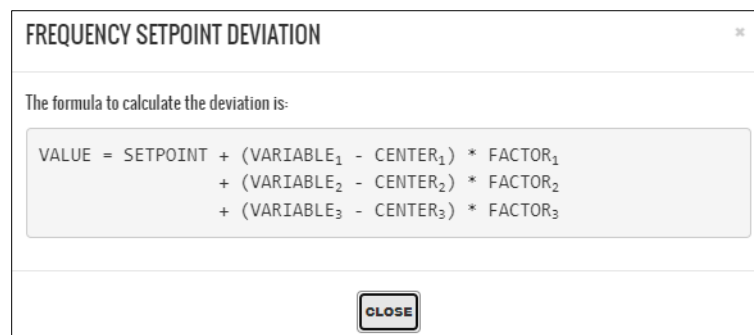 FREQUENCY SETPOINT DEVIATION ×
The formula to calculate the deviation is:
VALUE = SETPOINT + (VARIABLE₁ - CENTER₁) * FACTOR₁
+ (VARIABLE₂ - CENTER₂) * FACTOR₂
+ (VARIABLE₃ - CENTER₃) * FACTOR₃
CLOSE